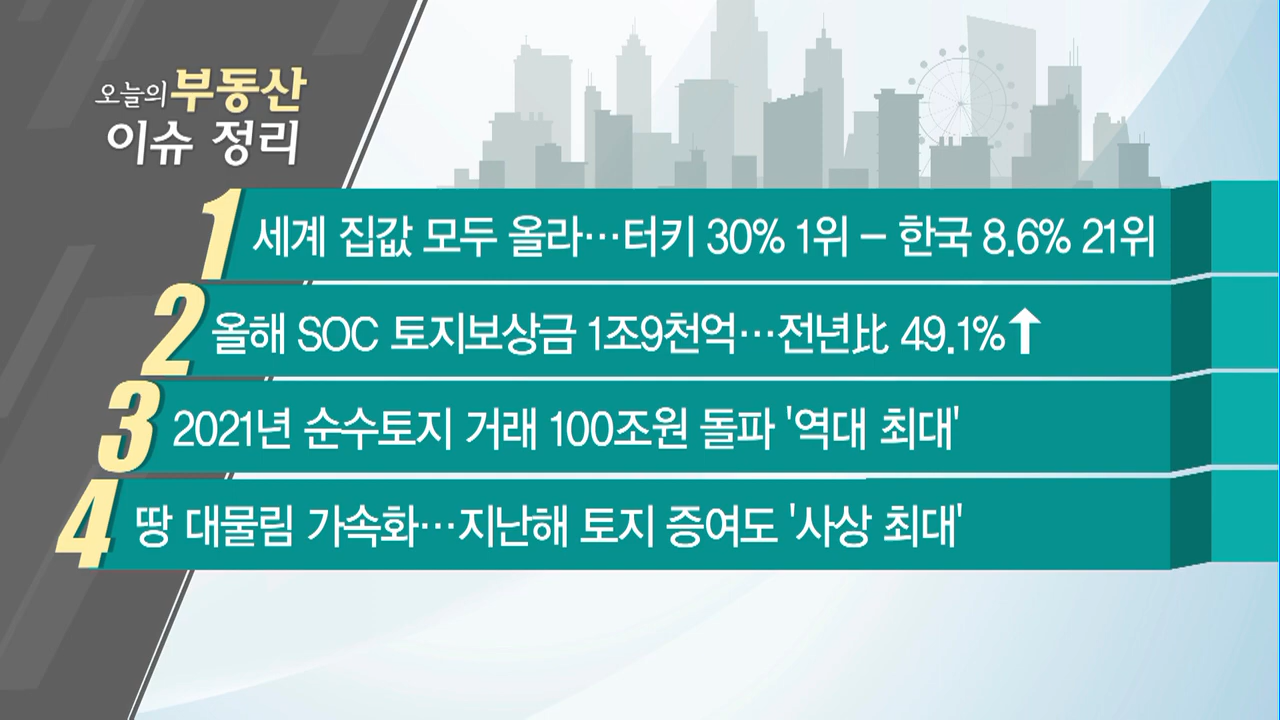 오늘의 부동산
이슈 정리
1 세계 집값 모두 올라…터키 30% 1위 – 한국 8.6% 21위
2 올해 SOC 토지보상금 1조9천억…전년比 49.1%↑
3 2021년 순수토지 거래 100조원 돌파 '역대 최대'
4 땅 대물림 가속화…지난해 토지 증여도 '사상 최대'